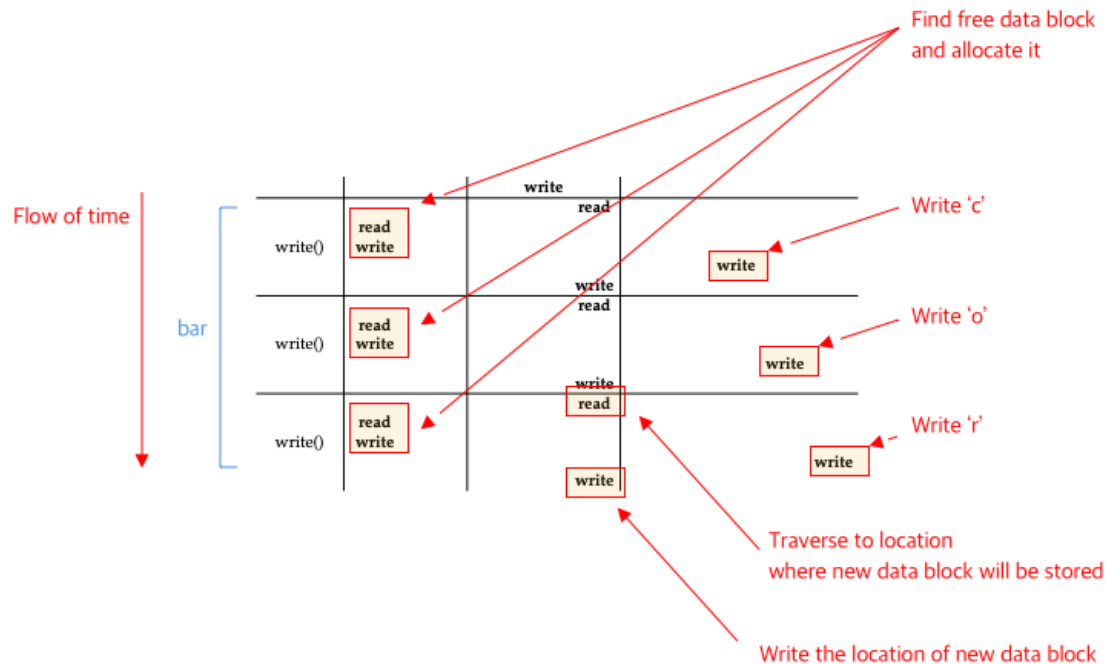 Find free data block
and allocate it
write
Flow of time
read
Write ‘c’
read
write
write()
write
write
read
bar
Write ‘o’
read
write
write()
write
write
read
read
write
write()
Write ‘r’
write
write
Traverse to location
where new data block will be stored
Write the location of new data block